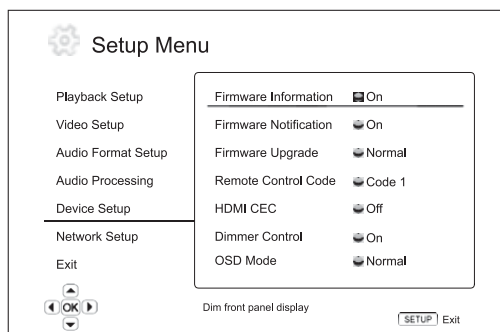 Setup Menu
Playback Setup
Video Setup
Audio Format Setup
Audio Processing
Device Setup
Network Setup
Exit
Firmware Information On
Firmware Notification On
Firmware Upgrade Normal
Remote Control Code Code 1
HDMI CEC Off
Dimmer Control On
OSD Mode Normal
OK
Dim front panel display
SETUP Exit